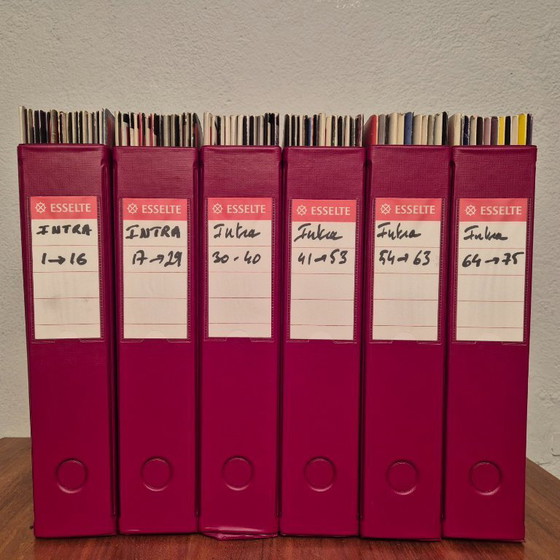 ESSELTE
INTRA
1→16
ESSELTE
INTRA
17→29
ESSELTE
Intra
30-40
ESSELTE
Intra
41→53
ESSELTE
Intra
54→63
ESSELTE
Intra
64→75